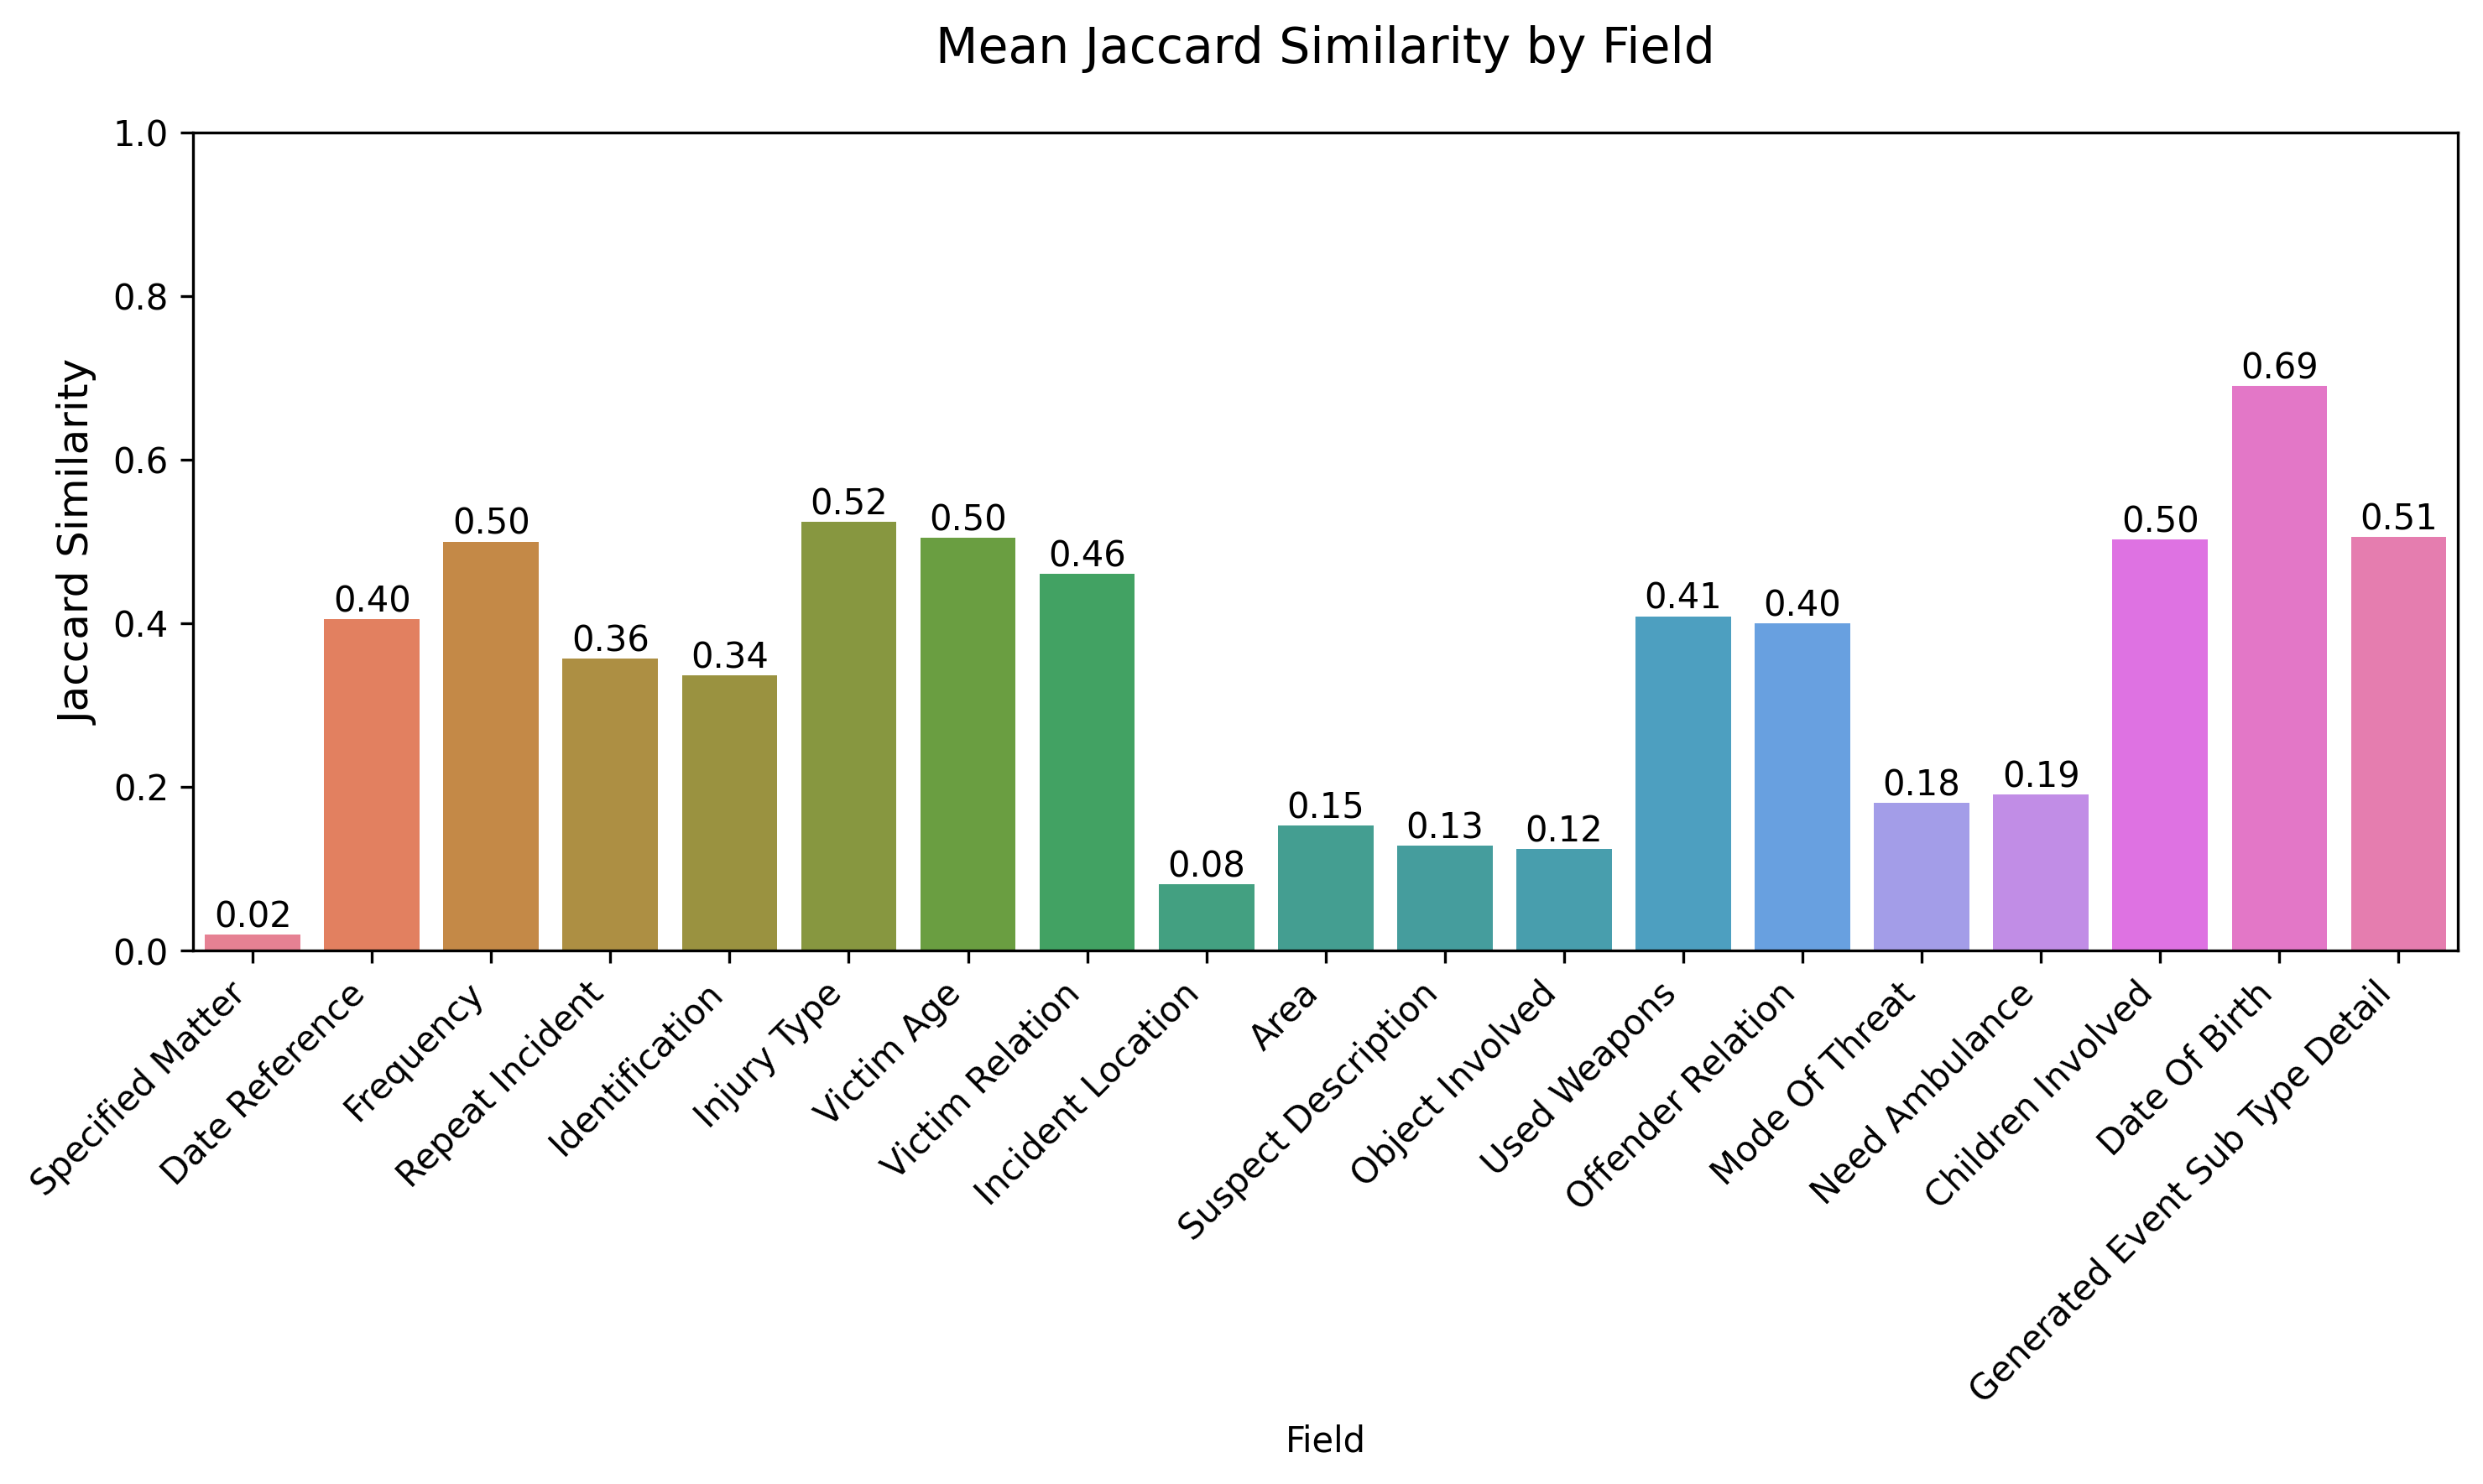 Mean Jaccard Similarity by Field
Jaccard Similarity
1.0
0.8
0.6
0.4
0.2
0.0
0.02
0.40
0.50
0.36
0.34
0.52
0.50
0.46
0.08
0.15
0.13
0.12
0.41
0.40
0.18
0.19
0.50
0.69
0.51
Specified Matter
Date Reference
Frequency
Repeat Incident
Identification
Injury Type
Victim Age
Victim Relation
Incident Location
Area
Suspect Description
Object Involved
Used Weapons
Offender Relation
Mode Of Threat
Need Ambulance
Children Involved
Date Of Birth
Generated Event Sub Type Detail
Field